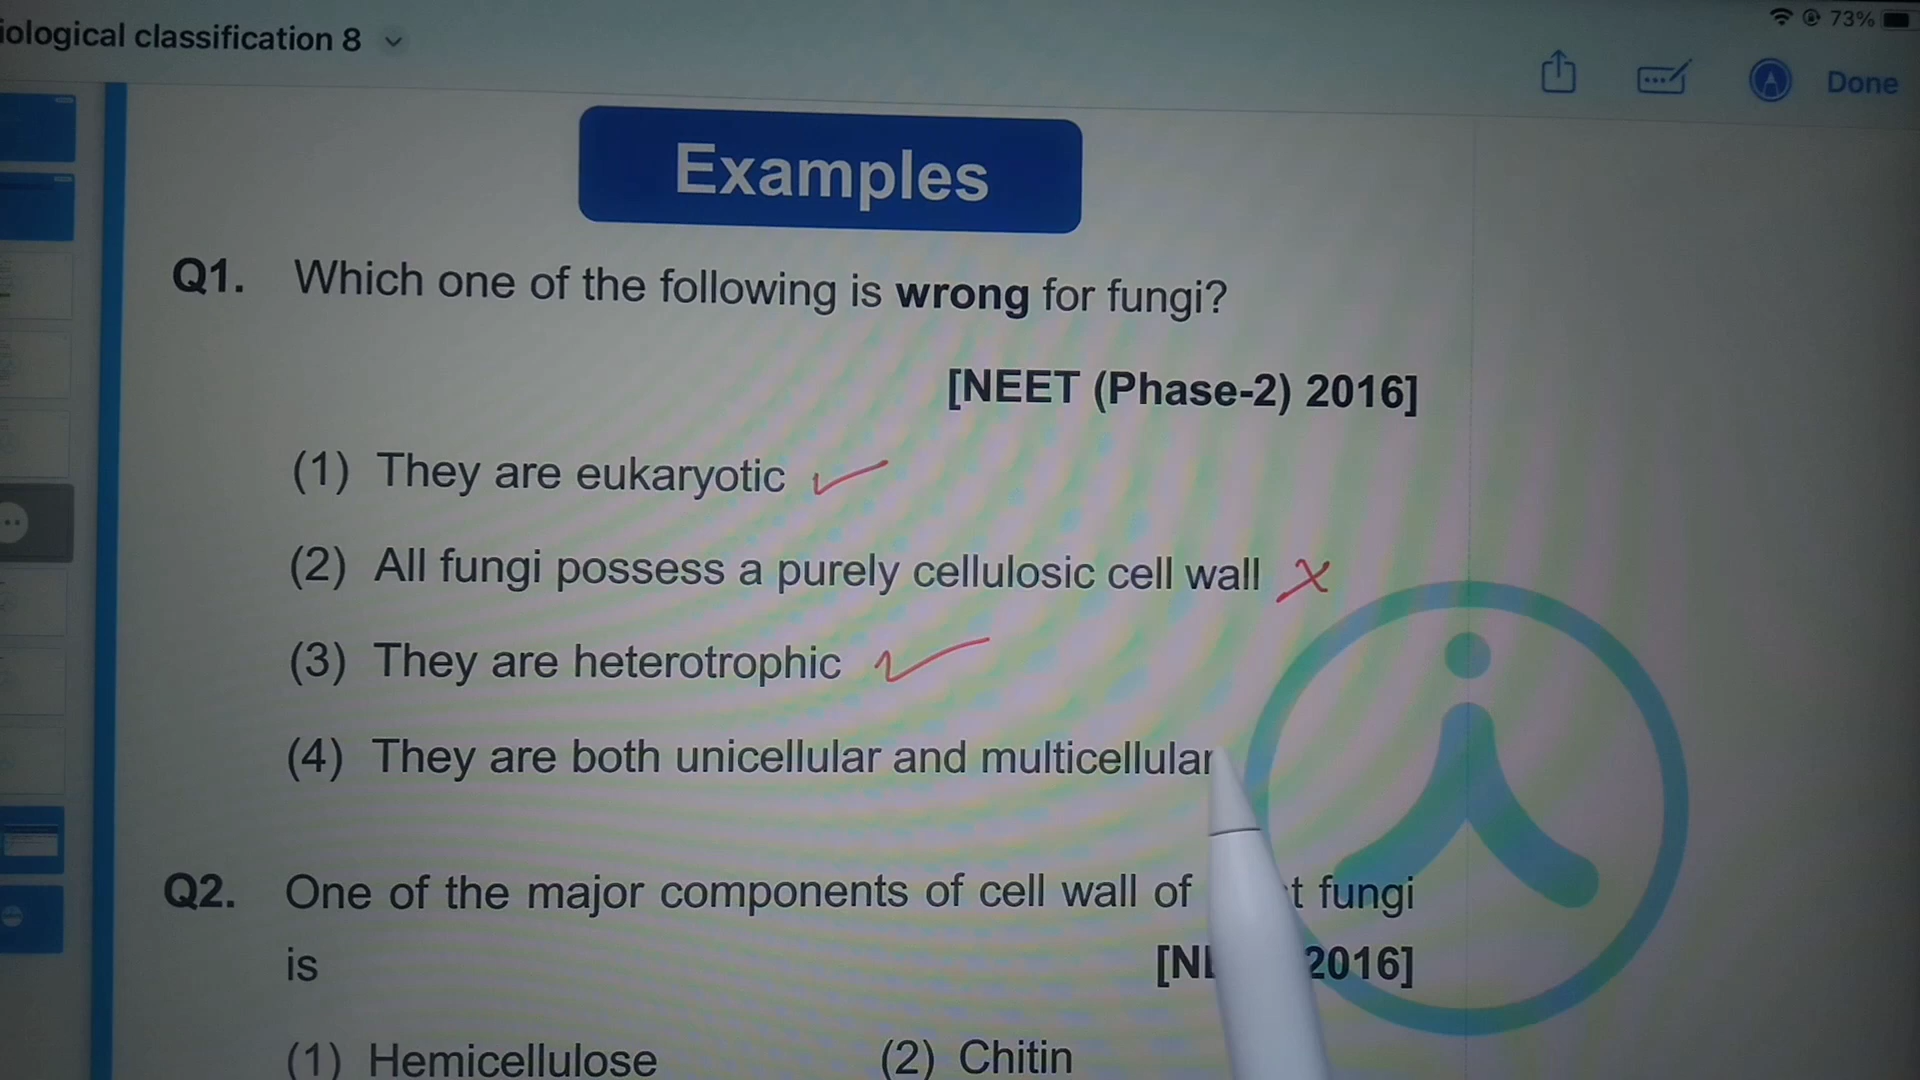 iological classification 8
73%
Done
Examples
Q1. Which one of the following is wrong for fungi?
[NEET (Phase-2) 2016]
(1) They are eukaryotic
(2) All fungi possess a purely cellulosic cell wall
(3) They are heterotrophic
(4) They are both unicellular and multicellular
Q2. One of the major components of cell wall of fungi
is 2016]
(1) Hemicellulose (2) Chitin